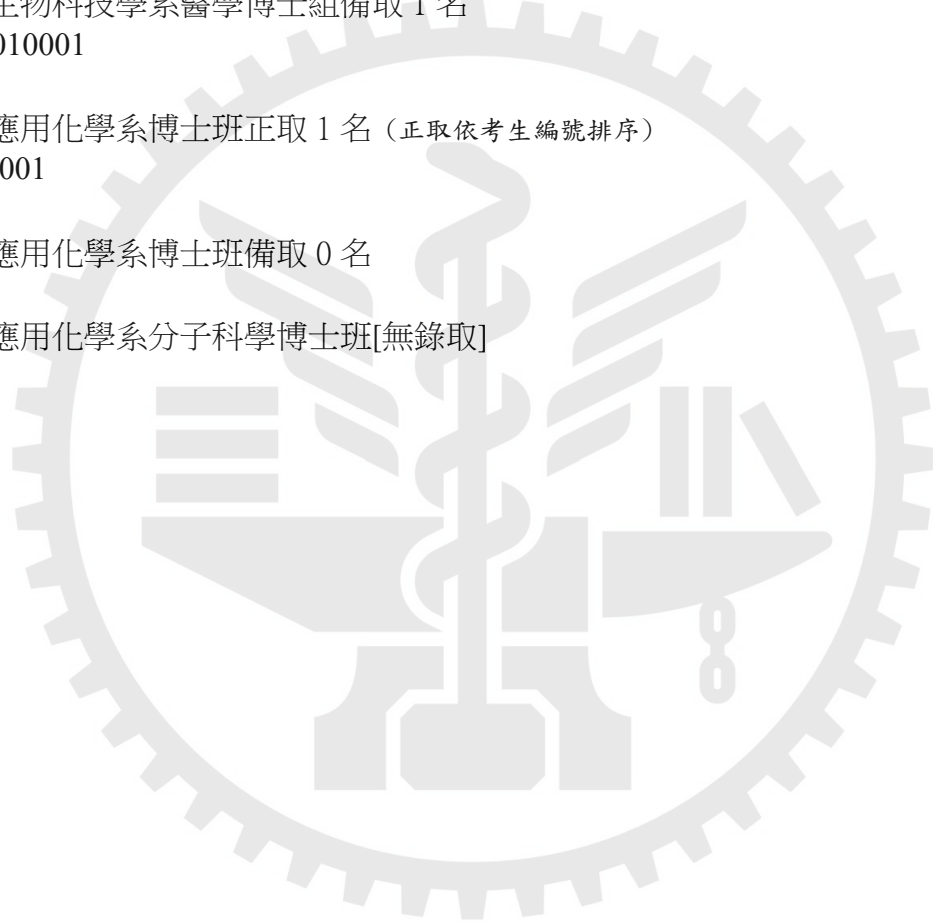 生物科技學系醫學博士組備取 1 名
010001
應用化學系博士班正取 1 名（正取依考生編號排序）
001
應用化學系博士班備取 0 名
應用化學系分子科學博士班[無錄取]